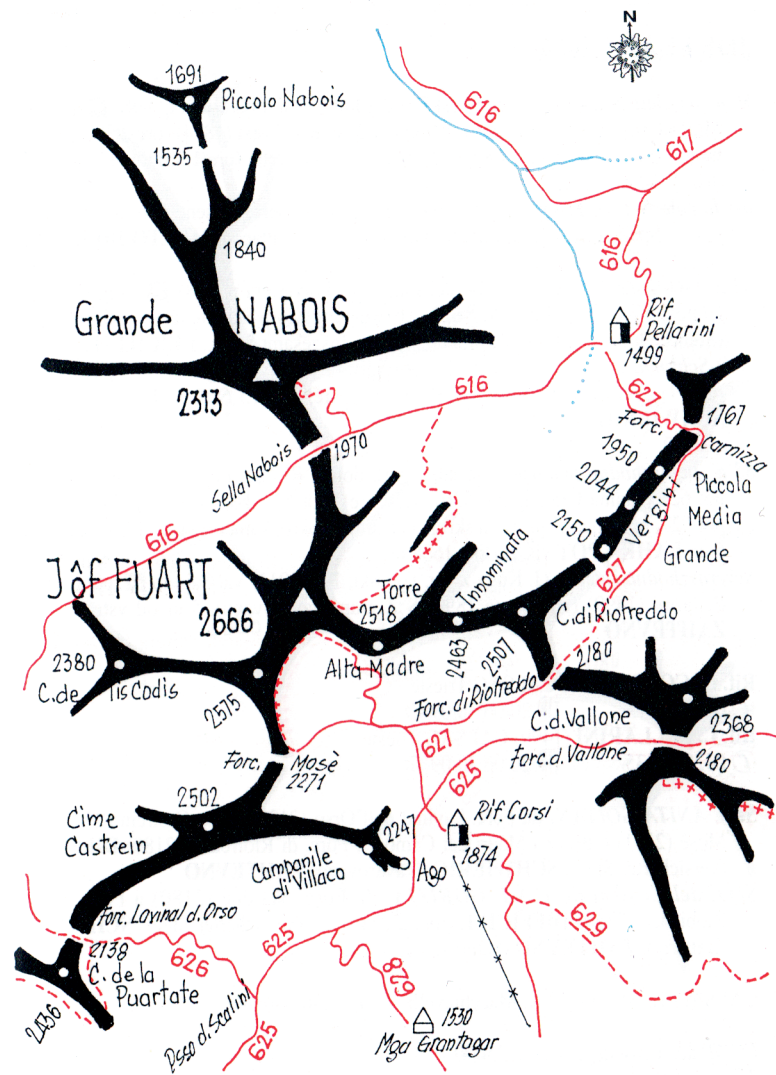 N
1691
Piccolo Nabois
616
1535
617
1840
616
Grande NABOIS
Rif.
Pellarini
1499
2313
616
627
1767
Forc.
Carnizza
1970
Sella Nabois
1950
2044
2150
Vergini
Piccola
Media
Grande
616
Jôf FUART
2666
Torre
2518
Innominata
627
C. di Riofreddo
2380
C. de
lis Codis
2575
Alta Madre
2463
2507
2180
Forc. di Riofreddo
C. d. Vallone
2368
Forc. d. Vallone
2180
627
625
Forc.
Mosè
2271
2502
Cime
Castrein
2247
Rif. Corsi
1874
Campanile
di Villaco
Ago
Forc. Lavinal d. Orso
2138
626
625
629
C. de la
Puartate
2436
628
Psso d. Scalini
625
1530
Mga Grantagar